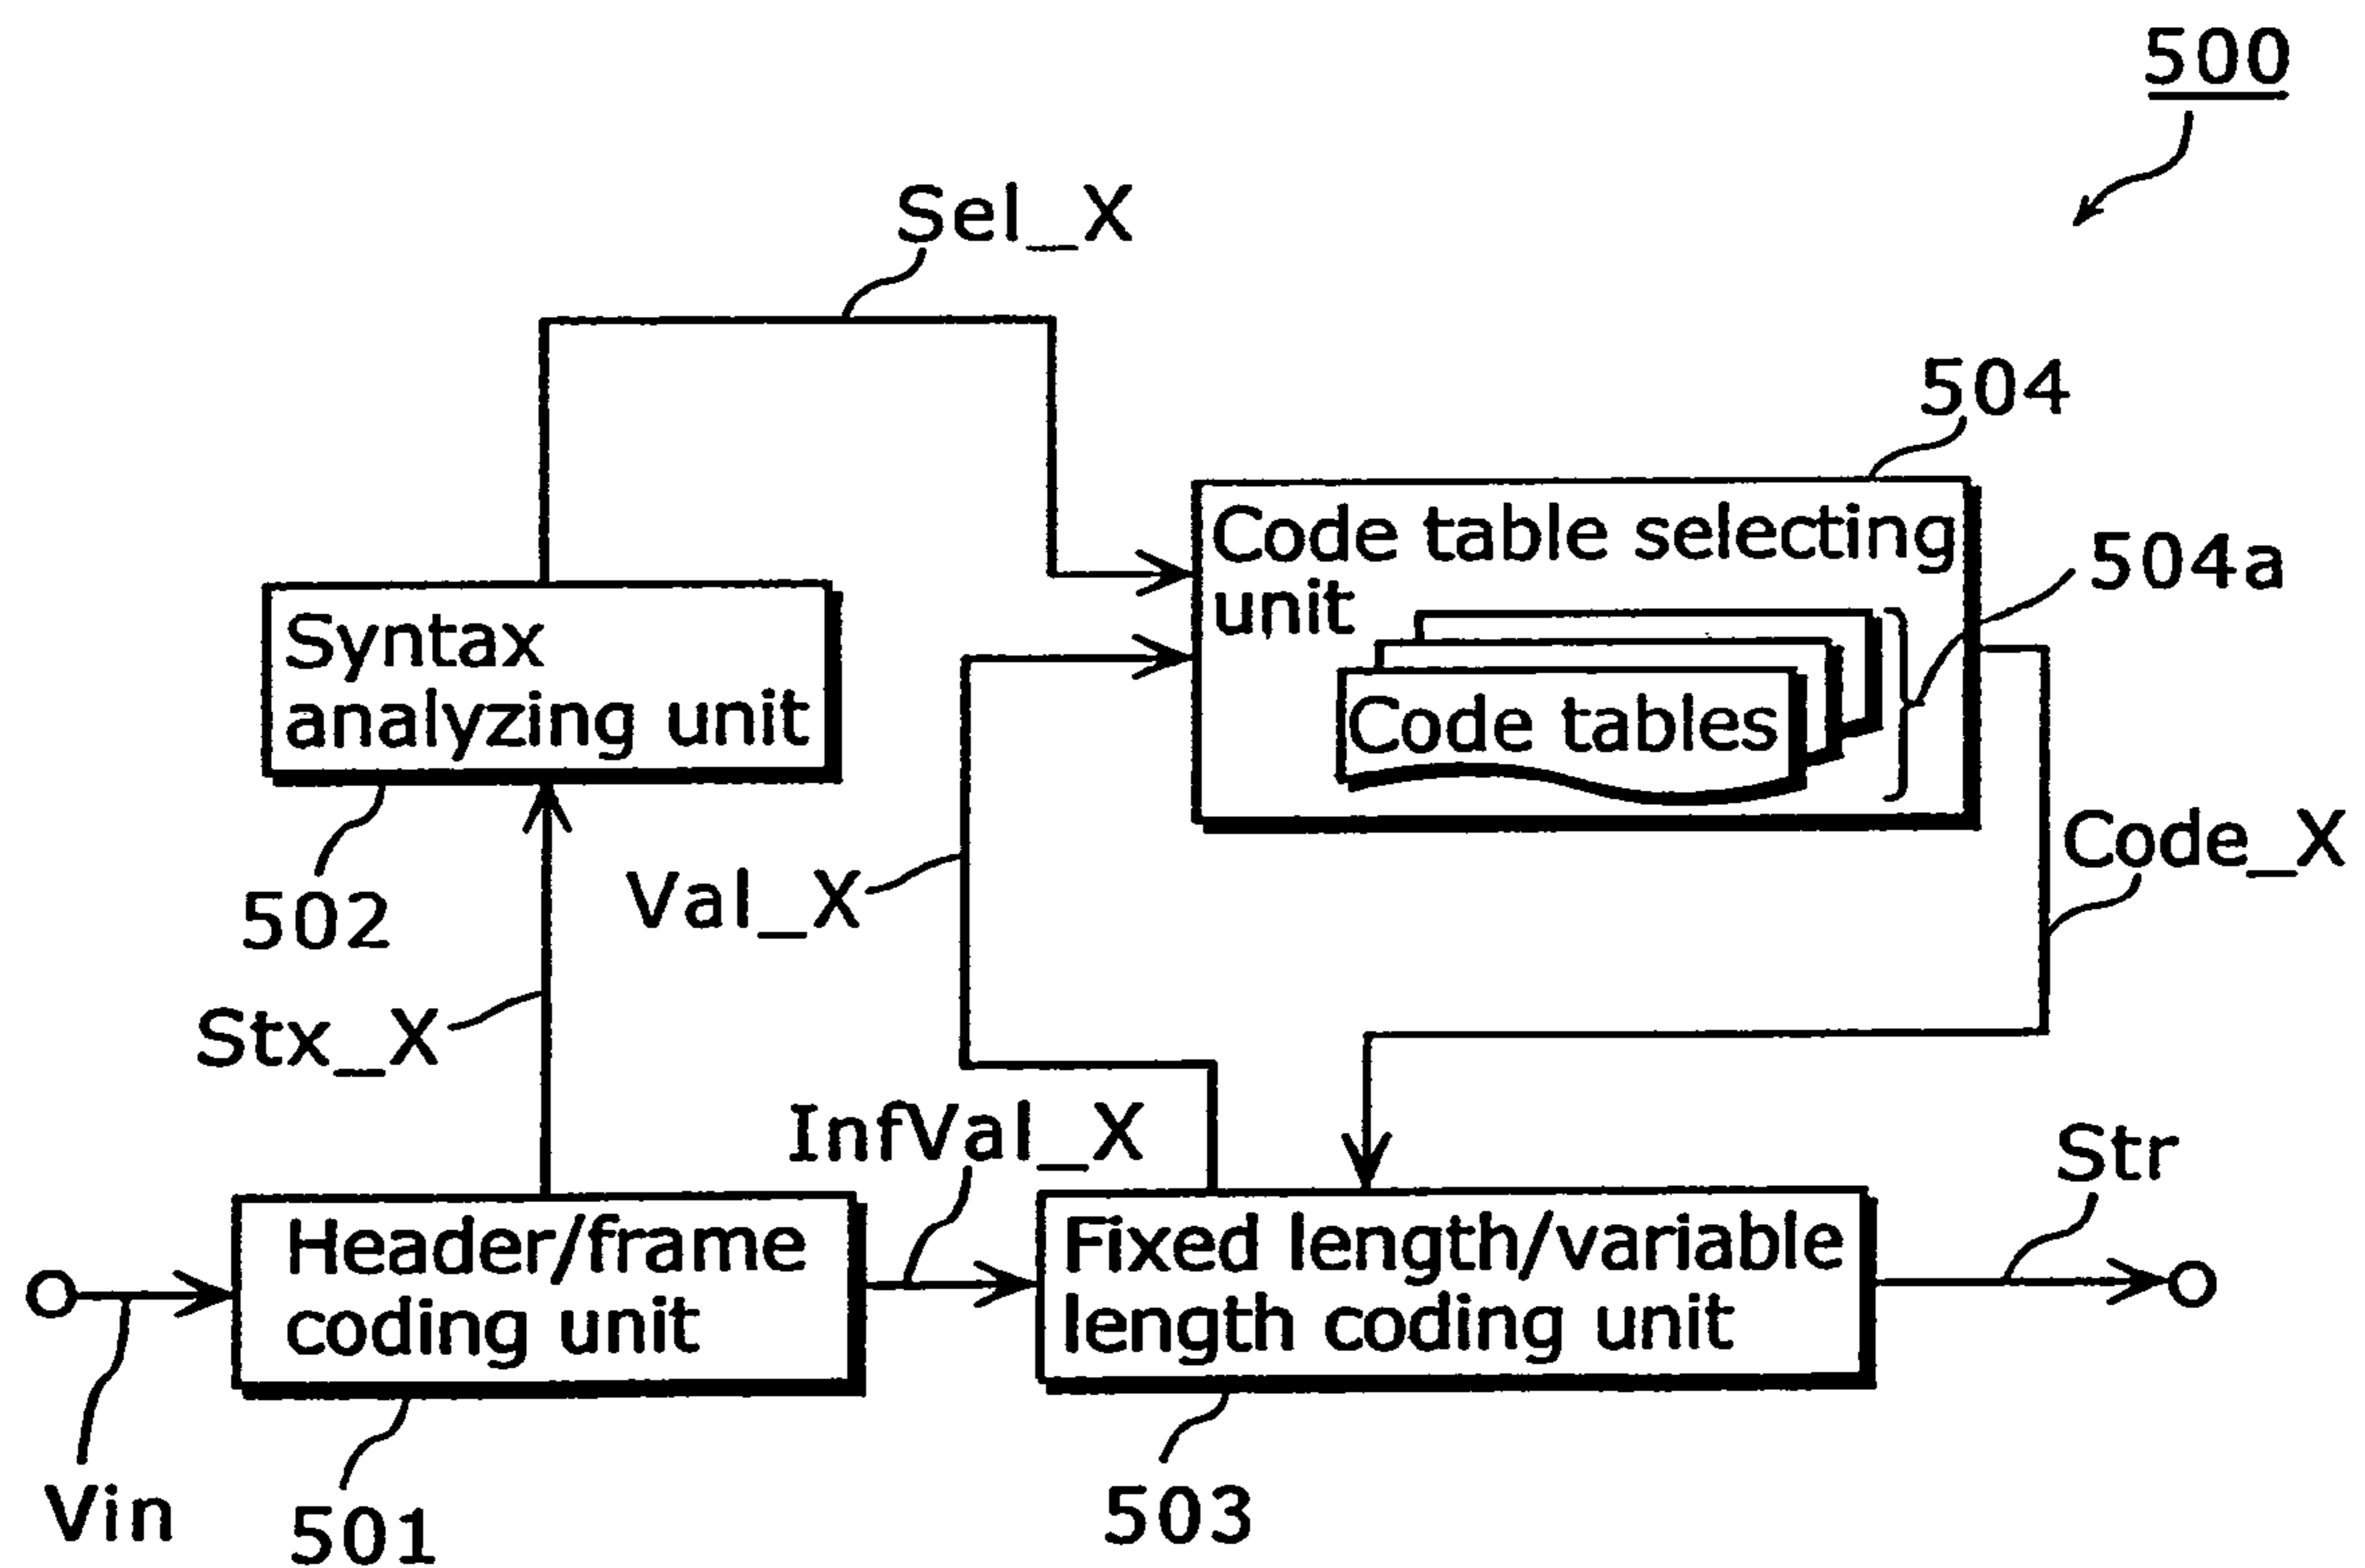 500
Sel_X
504
Code table selecting
unit
504a
Syntax
analyzing unit
Code tables
502
Val_X
Code_X
Stx_X
InfVal_X
Str
Header/frame
coding unit
Fixed length/variable
length coding unit
Vin
501
503